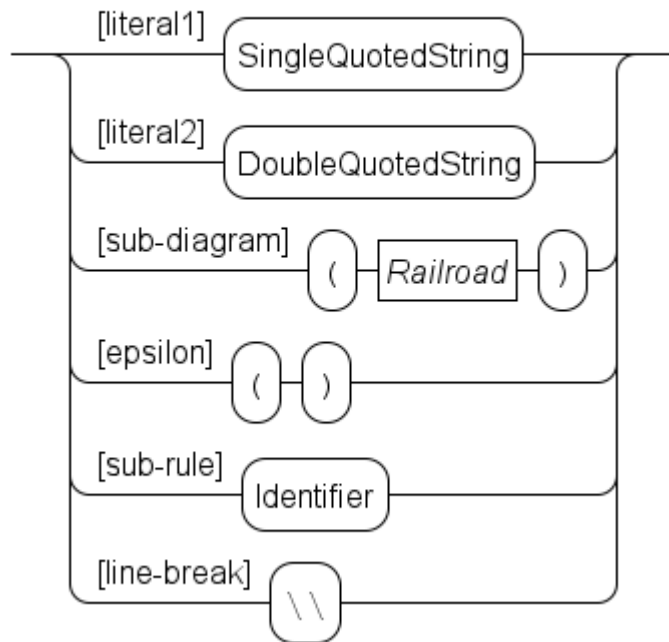 [literal1] SingleQuotedString
[literal2] DoubleQuotedString
[sub-diagram] ( Railroad )
[epsilon] ( )
[sub-rule] Identifier
[line-break] \\